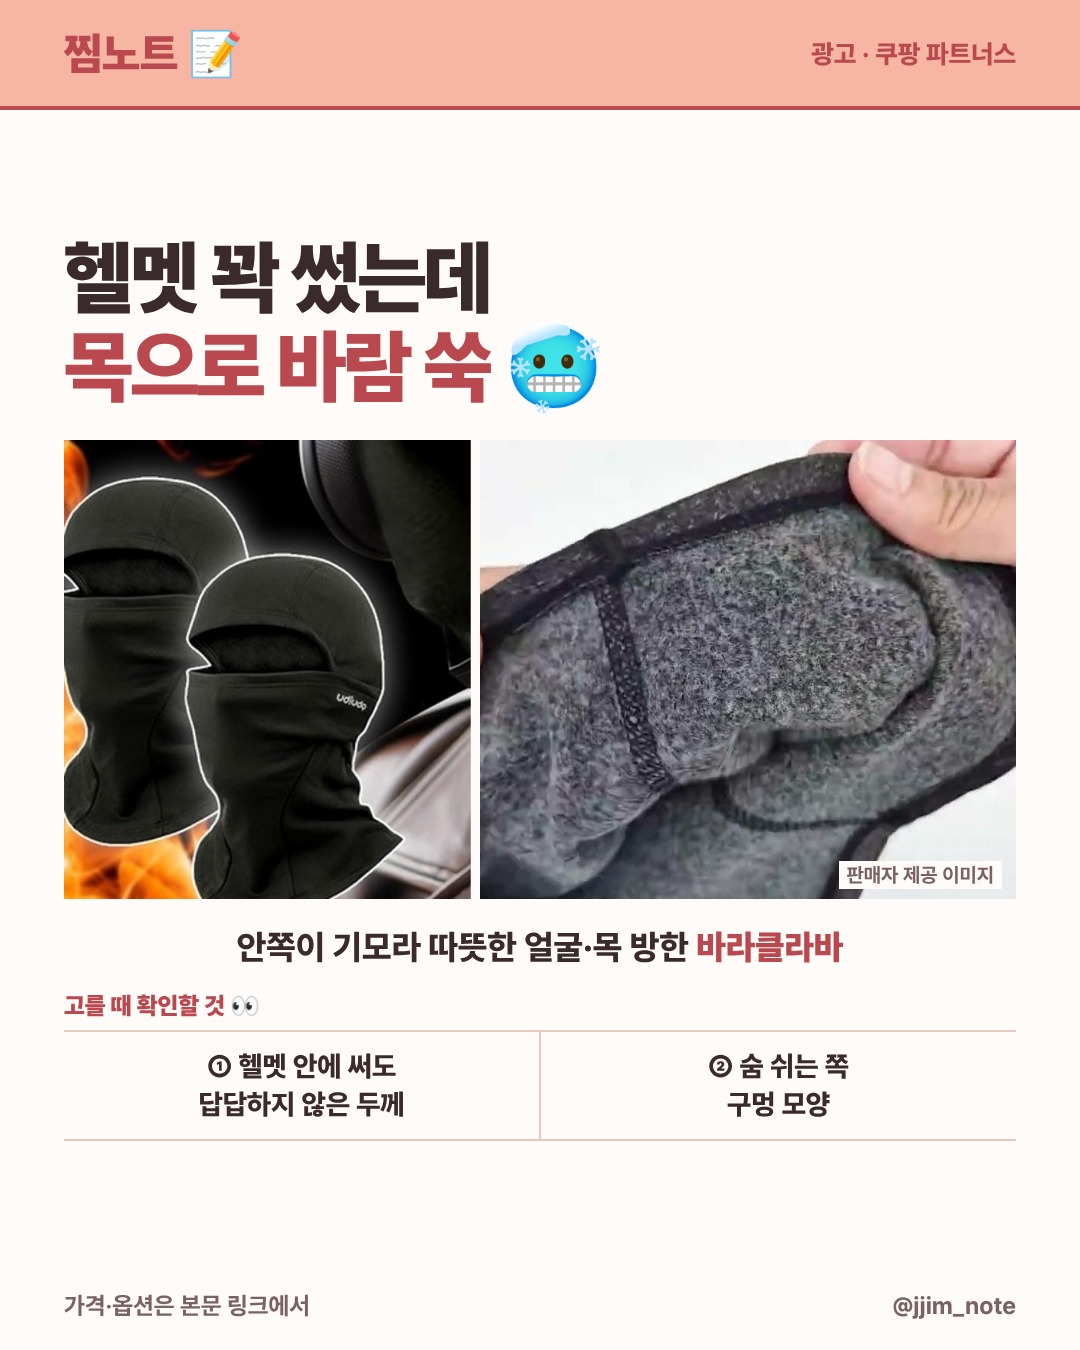 찜노트 📝
광고 · 쿠팡 파트너스
헬멧 꽉 썼는데
목으로 바람 쑥 🥶
udludp
판매자 제공 이미지
안쪽이 기모라 따뜻한 얼굴·목 방한 바라클라바
고를 때 확인할 것 👀
① 헬멧 안에 써도
답답하지 않은 두께
② 숨 쉬는 쪽
구멍 모양
가격·옵션은 본문 링크에서
@jjim_note